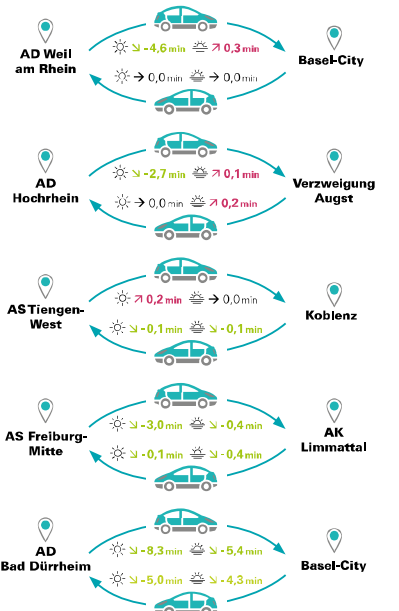 AD Weil
am Rhein
↘ -4,6 min ↗ 0,3 min
→ 0,0 min → 0,0 min
Basel-City
AD
Hochrhein
↘ -2,7 min ↗ 0,1 min
→ 0,0 min ↗ 0,2 min
Verzweigung
Augst
AS Tiengen-
West
↗ 0,2 min → 0,0 min
↘ -0,1 min ↘ -0,1 min
Koblenz
AS Freiburg-
Mitte
↘ -3,0 min ↘ -0,4 min
↘ -0,1 min ↘ -0,4 min
AK
Limmattal
AD
Bad Dürrheim
↘ -8,3 min ↘ -5,4 min
↘ -5,0 min ↘ -4,3 min
Basel-City